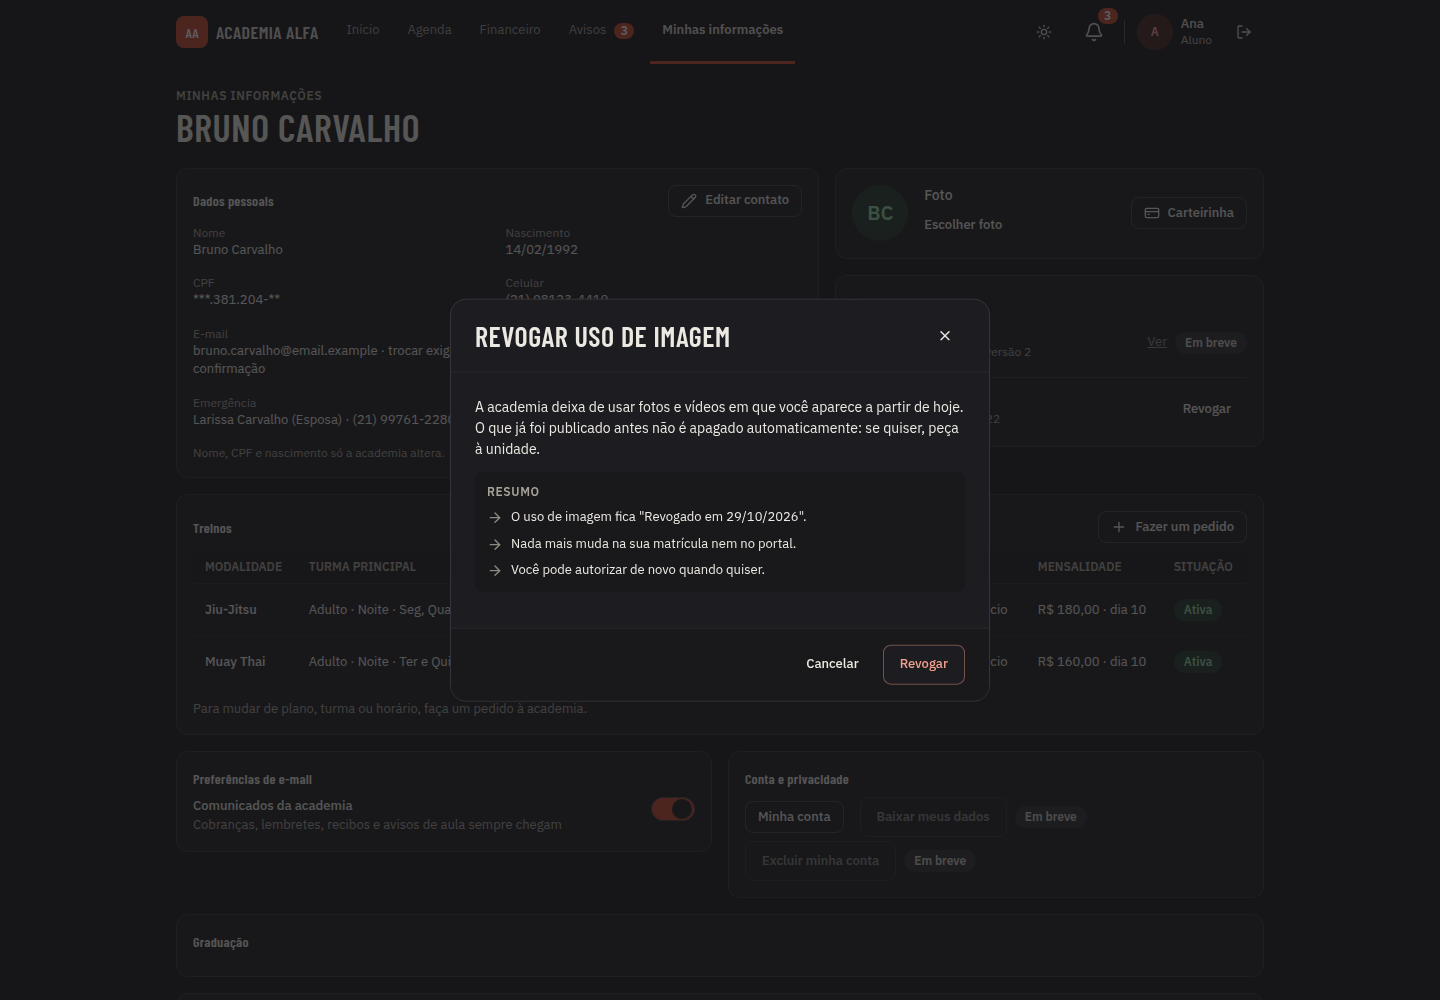 AA ACADEMIA ALFA Início Agenda Financeiro Avisos 3 Minhas informações 3 A Ana
Aluno
MINHAS INFORMAÇÕES
BRUNO CARVALHO
Dados pessoais Editar contato
Nome Nascimento
Bruno Carvalho 14/02/1992
CPF Celular
***.381.204-**
E-mail
bruno.carvalho@email.example · trocar exig
confirmação
Emergência
Larissa Carvalho (Esposa) · (21) 99761-228
Nome, CPF e nascimento só a academia altera.
BC Foto
Escolher foto
Carteirinha
versão 2 Ver Em breve
22 Revogar
REVOGAR USO DE IMAGEM
A academia deixa de usar fotos e vídeos em que você aparece a partir de hoje.
O que já foi publicado antes não é apagado automaticamente: se quiser, peça
à unidade.
RESUMO
O uso de imagem fica "Revogado em 29/10/2026".
Nada mais muda na sua matrícula nem no portal.
Você pode autorizar de novo quando quiser.
Cancelar Revogar
Treinos Fazer um pedido
MODALIDADE TURMA PRINCIPAL MENSALIDADE SITUAÇÃO
Jiu-Jitsu Adulto · Noite · Seg, Qua cio R$ 180,00 · dia 10 Ativa
Muay Thai Adulto · Noite · Ter e Qui cio R$ 160,00 · dia 10 Ativa
Para mudar de plano, turma ou horário, faça um pedido à academia.
Preferências de e-mail
Comunicados da academia
Cobranças, lembretes, recibos e avisos de aula sempre chegam
Conta e privacidade
Minha conta Baixar meus dados Em breve
Excluir minha conta Em breve
Graduação